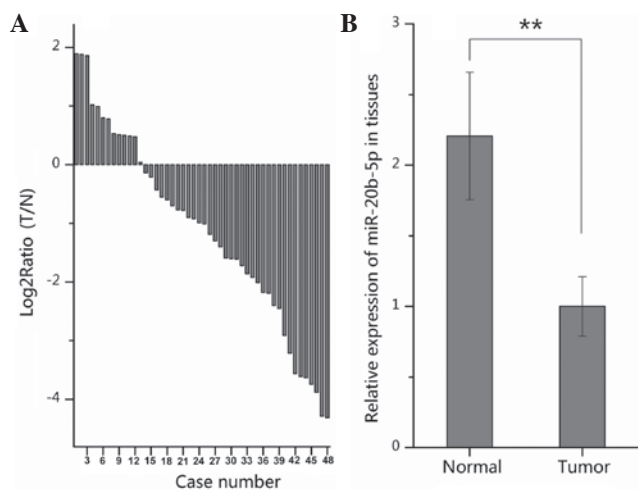 A
Log2Ratio (T/N)
2
0
-2
-4
3 6 9 12 15 18 21 24 27 30 33 36 39 42 45 48
Case number
B
Relative expression of miR-20b-5p in tissues
3
2
1
0
**
Normal Tumor